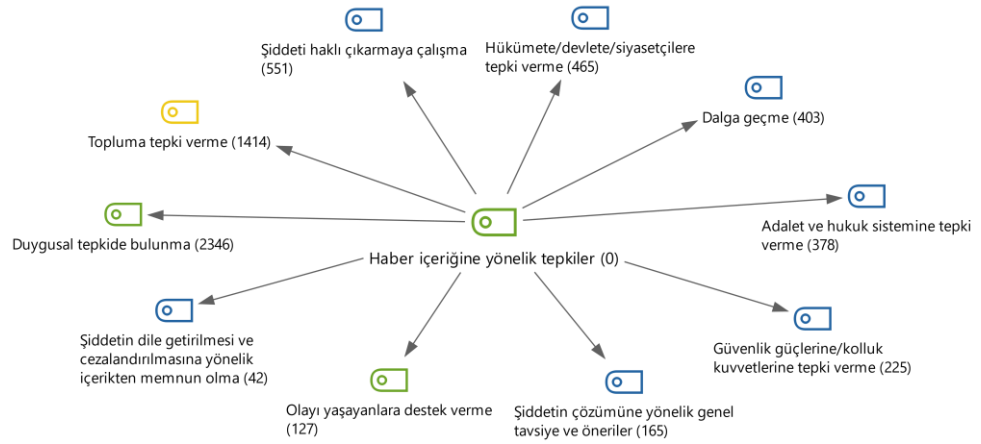 Şiddeti haklı çıkarmaya çalışma
(551)
Hükümete/devlete/siyasetçilere
tepki verme (465)
Dalga geçme (403)
Topluma tepki verme (1414)
Adalet ve hukuk sistemine tepki
verme (378)
Duygusal tepkide bulunma (2346)
Haber içeriğine yönelik tepkiler (0)
Şiddetin dile getirilmesi ve
cezalandırılmasına yönelik
içerikten memnun olma (42)
Güvenlik güçlerine/kolluk
kuvvetlerine tepki verme (225)
Olayı yaşayanlara destek verme
(127)
Şiddetin çözümüne yönelik genel
tavsiye ve öneriler (165)